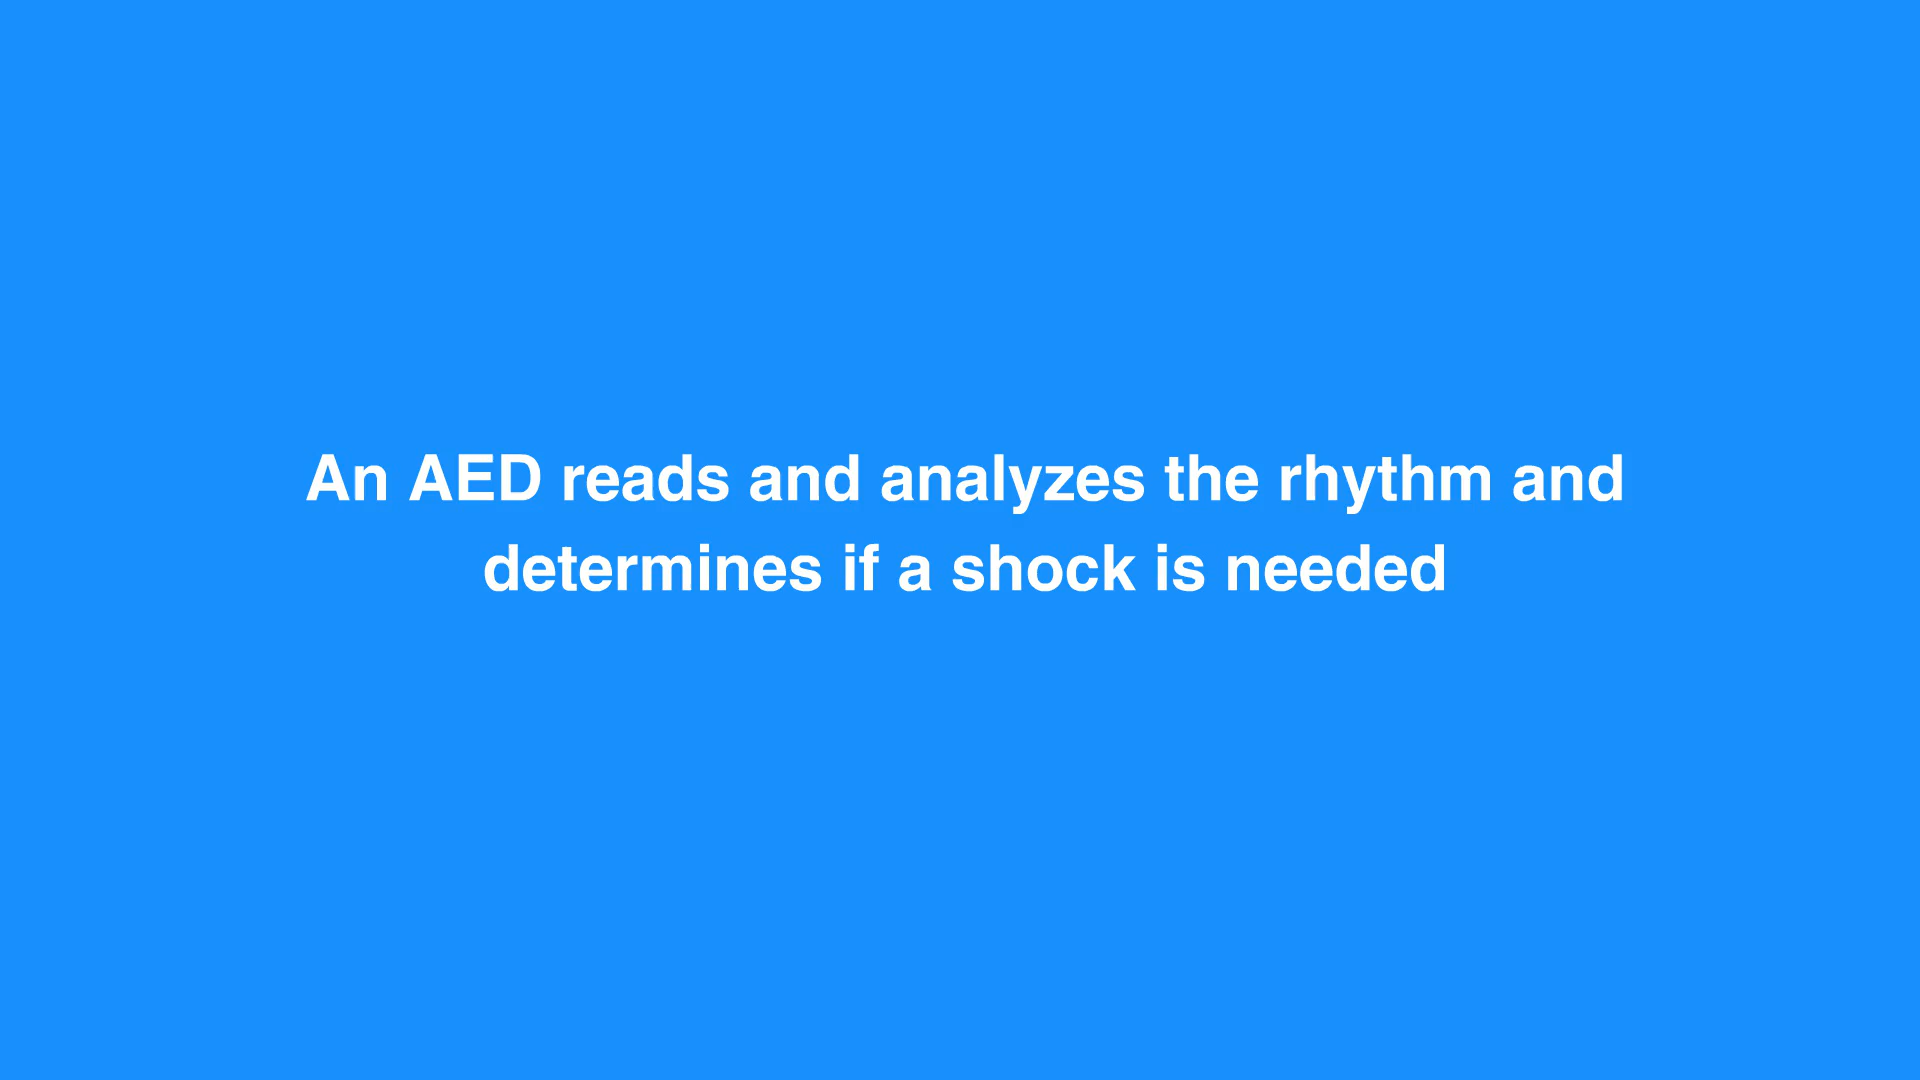 An AED reads and analyzes the rhythm and
determines if a shock is needed